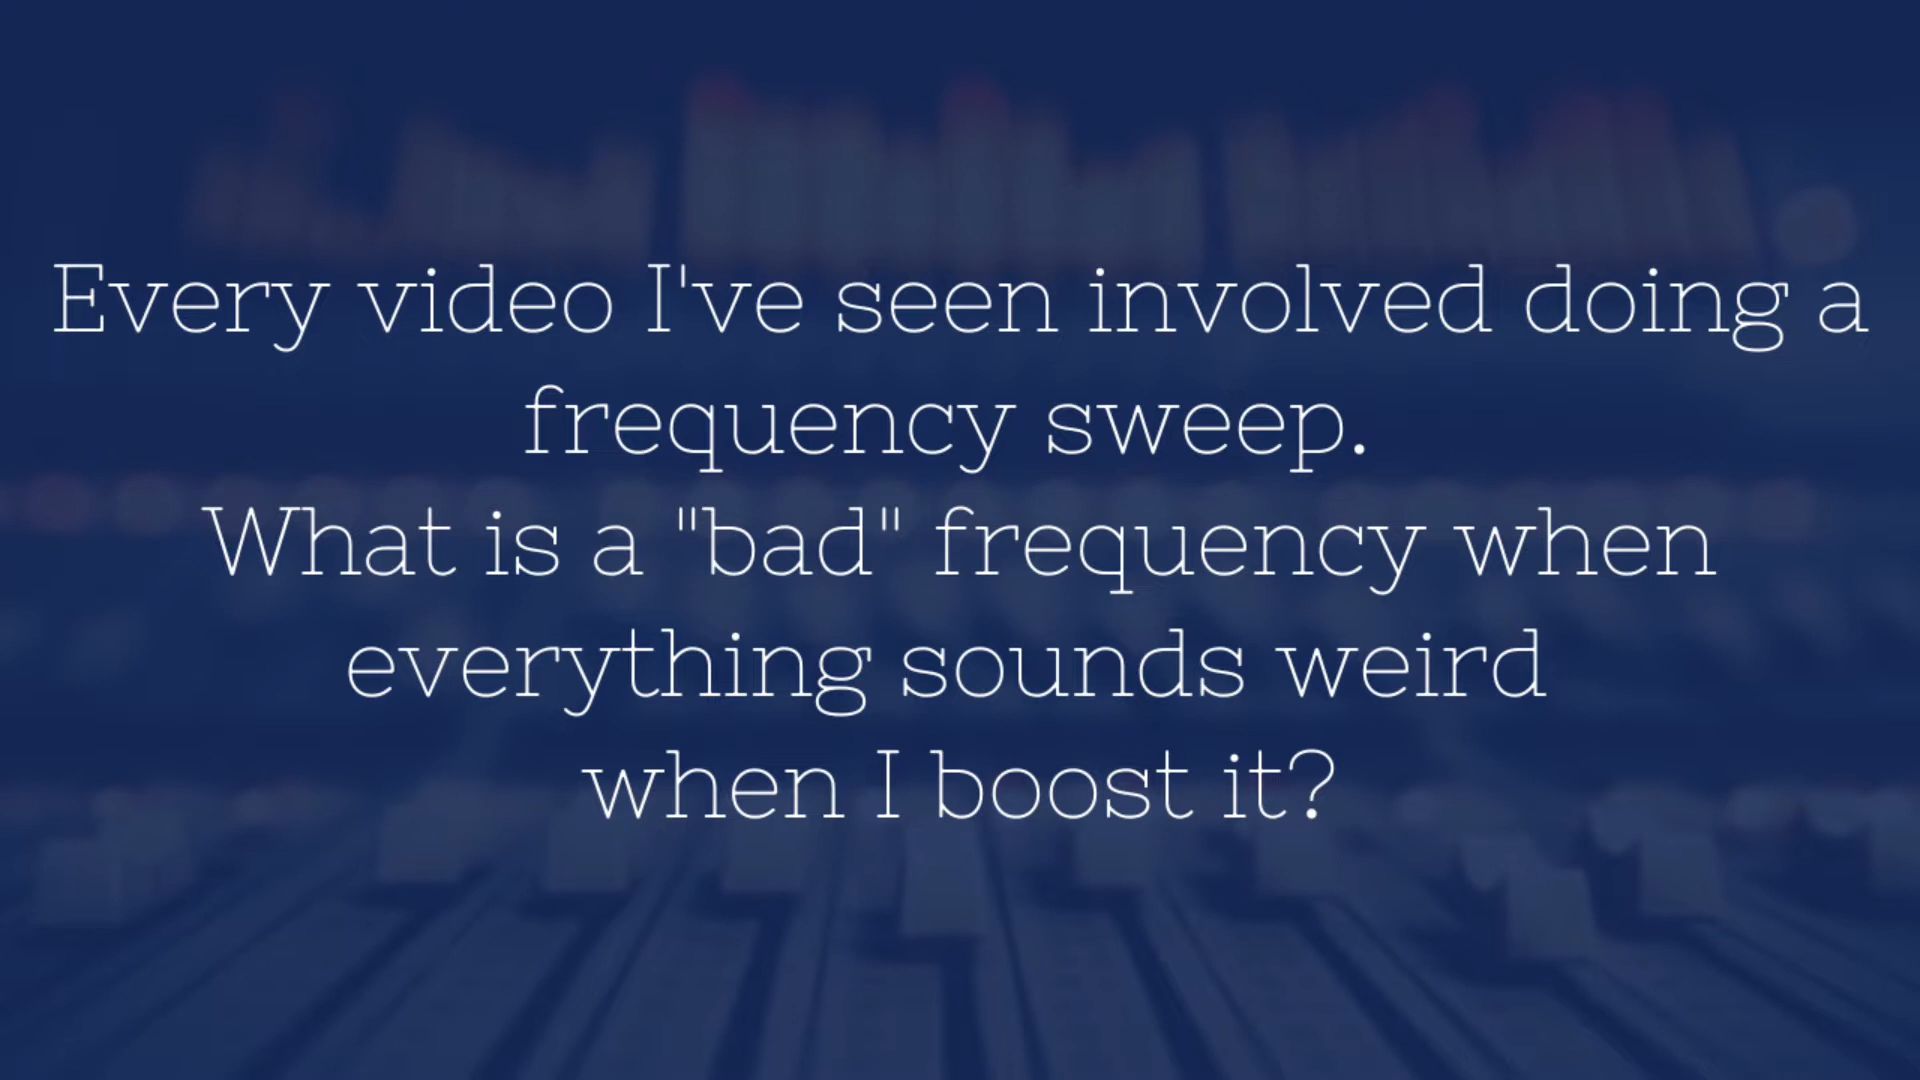 Every video I've seen involved doing a
frequency sweep.
What is a "bad" frequency when
everything sounds weird
when I boost it?